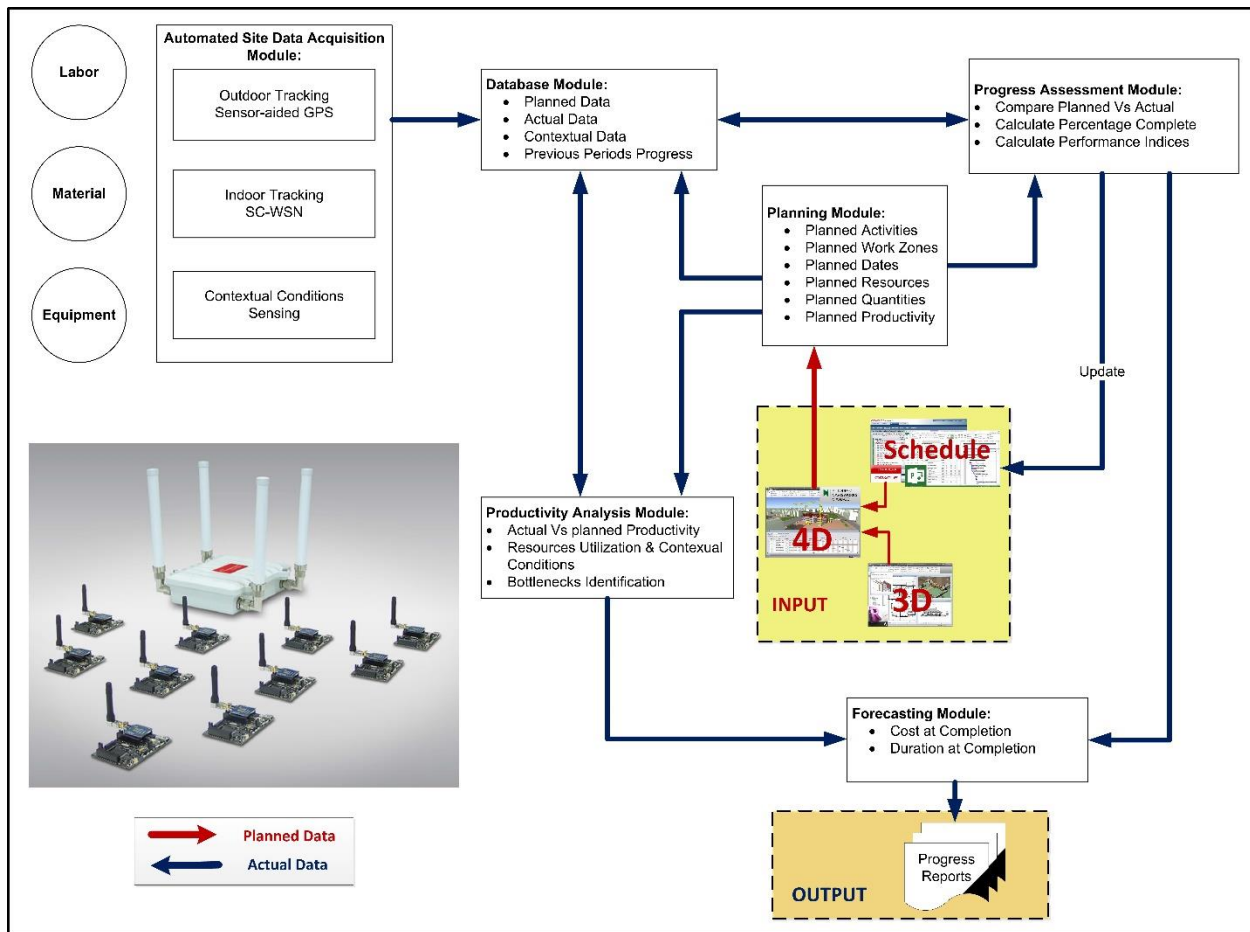 Labor
Material
Equipment
Automated Site Data Acquisition
Module:
Outdoor Tracking
Sensor-aided GPS
Indoor Tracking
SC-WSN
Contextual Conditions
Sensing
Database Module:
• Planned Data
• Actual Data
• Contextual Data
• Previous Periods Progress
Progress Assessment Module:
• Compare Planned Vs Actual
• Calculate Percentage Complete
• Calculate Performance Indices
Planning Module:
• Planned Activities
• Planned Work Zones
• Planned Dates
• Planned Resources
• Planned Quantities
• Planned Productivity
Update
Schedule
4D
3D
INPUT
Productivity Analysis Module:
• Actual Vs planned Productivity
• Resources Utilization & Contexual
Conditions
• Bottlenecks Identification
Forecasting Module:
• Cost at Completion
• Duration at Completion
Progress
Reports
OUTPUT
Planned Data
Actual Data